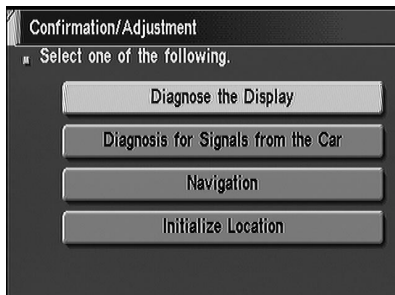 Confirmation/Adjustment
Select one of the following.
Diagnose the Display
Diagnosis for Signals from the Car
Navigation
Initialize Location